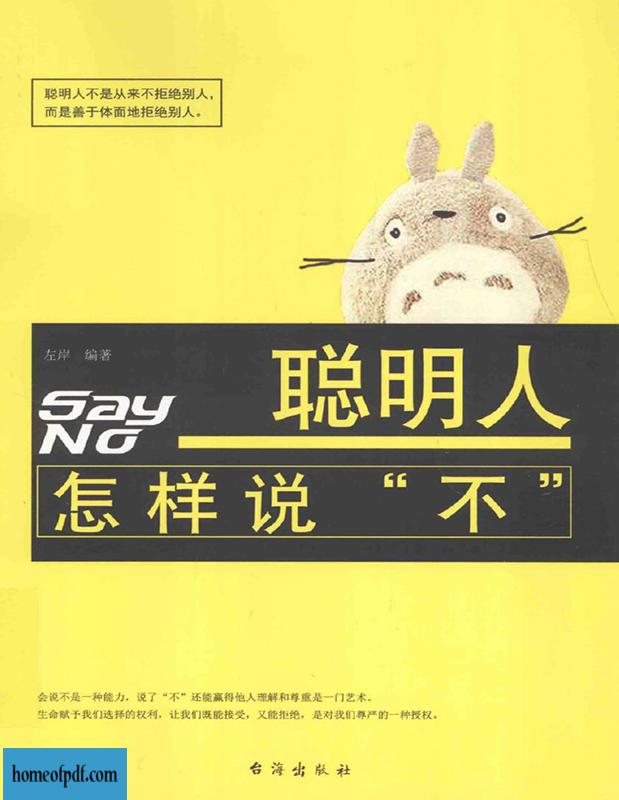 聪明人不是从来不拒绝别人，
而是善于体面地拒绝别人。
左岸 编著
Say
No
聪明人
怎样说“不”
会说不是一种能力，说了“不”还能赢得他人理解和尊重是一门艺术。
生命赋予我们选择的权利，让我们既能接受，又能拒绝，是对我们尊严的一种授权。
homeofpdf.com
台海出版社